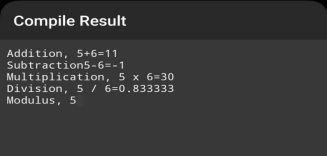 Compile Result
Addition, 5+6=11
Subtraction5-6=-1
Multiplication, 5 x 6=30
Division, 5 / 6=0.833333
Modulus, 5